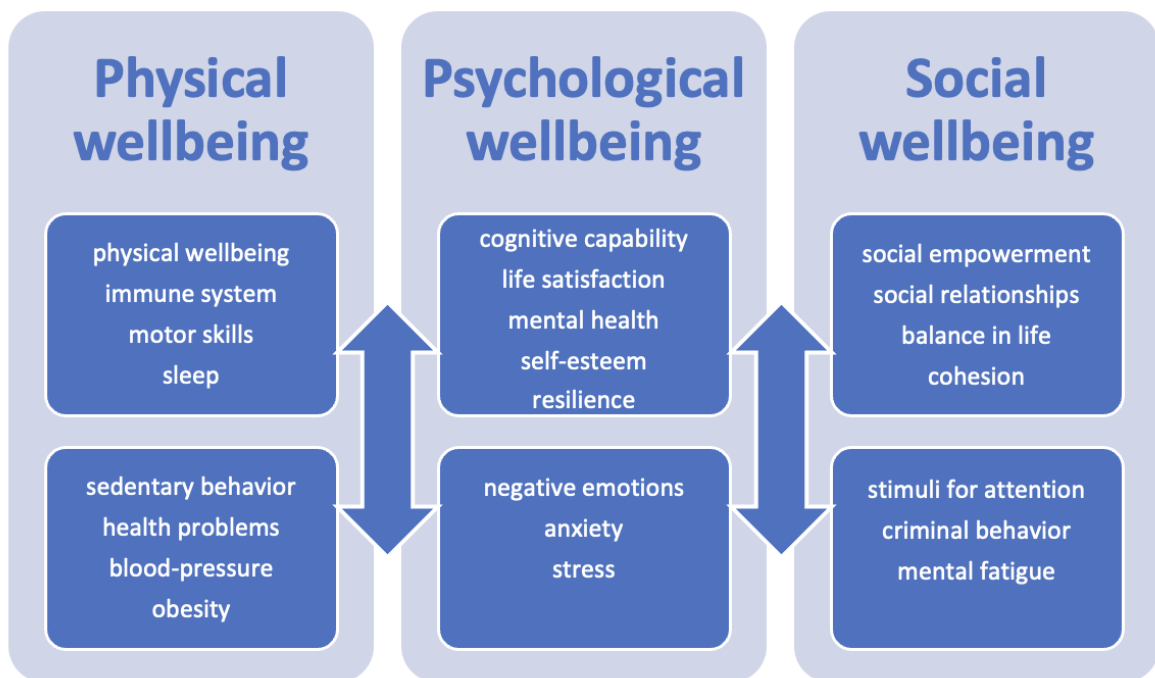 Physical
wellbeing
physical wellbeing
immune system
motor skills
sleep
sedentary behavior
health problems
blood-pressure
obesity
Psychological
wellbeing
cognitive capability
life satisfaction
mental health
self-esteem
resilience
negative emotions
anxiety
stress
Social
wellbeing
social empowerment
social relationships
balance in life
cohesion
stimuli for attention
criminal behavior
mental fatigue